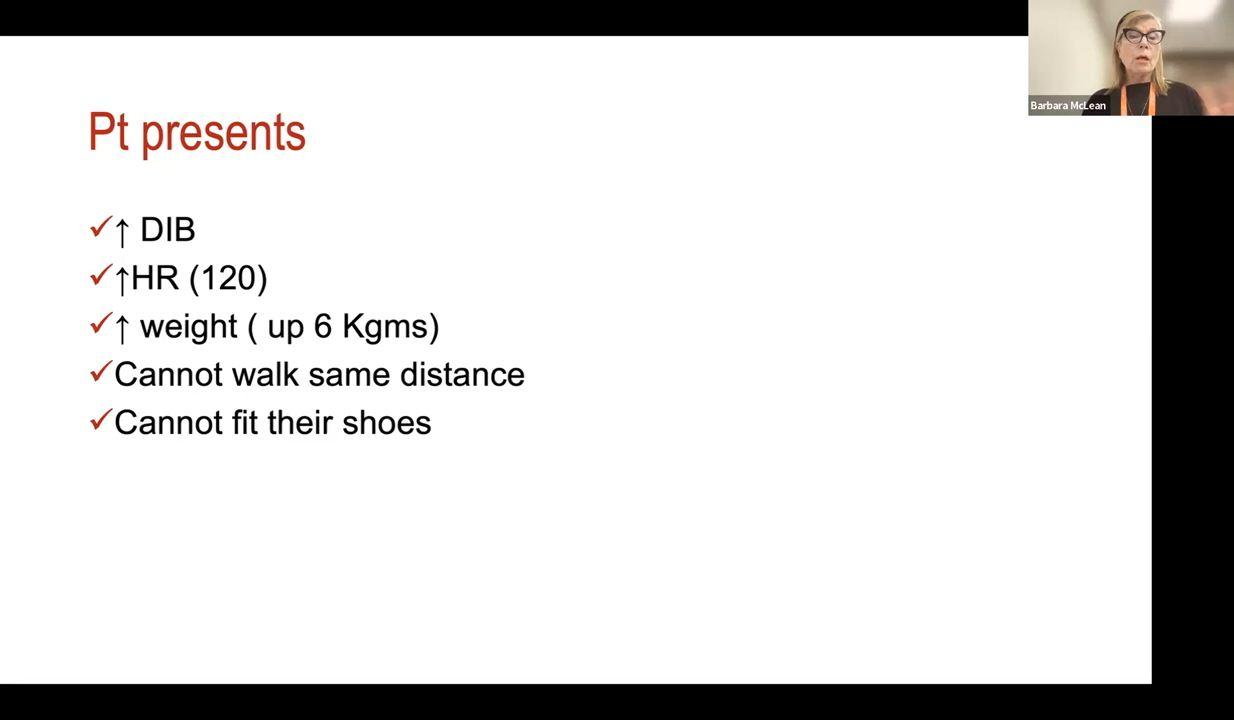 Barbara McLean
Pt presents
✓↑ DIB
✓↑HR (120)
✓↑ weight ( up 6 Kgms)
✓Cannot walk same distance
✓Cannot fit their shoes